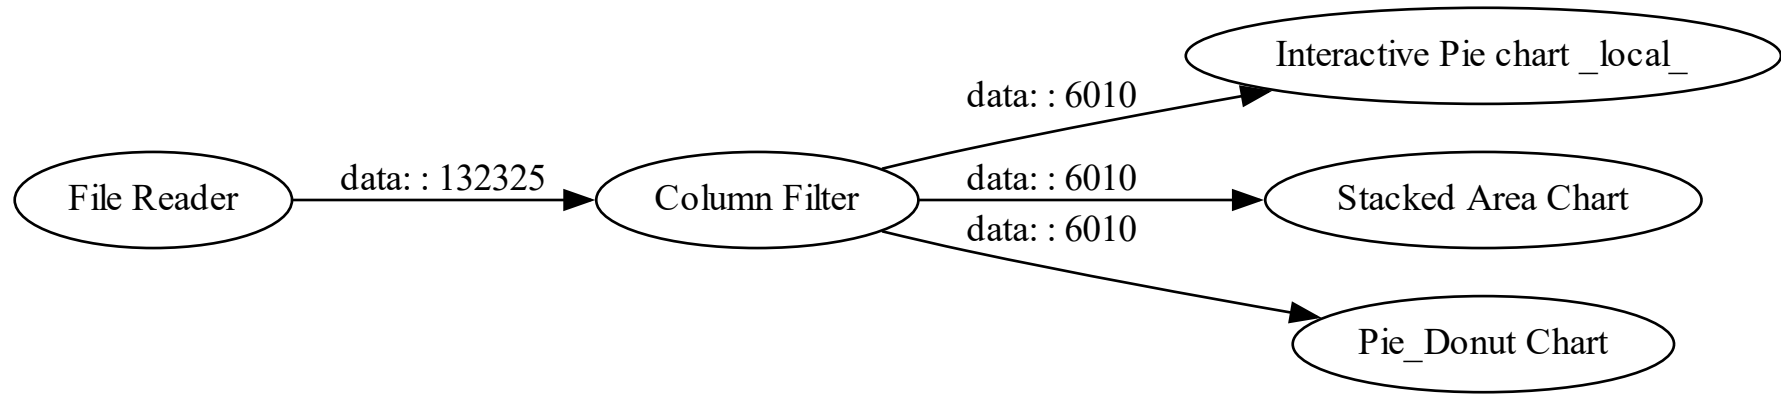 File Reader
data: : 132325
Column Filter
data: : 6010
Interactive Pie chart _local_
data: : 6010
Stacked Area Chart
data: : 6010
Pie_Donut Chart